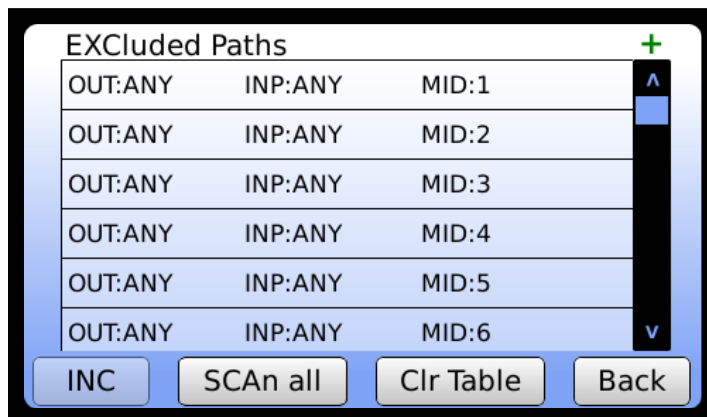 EXCluded Paths +
OUT:ANY INP:ANY MID:1
OUT:ANY INP:ANY MID:2
OUT:ANY INP:ANY MID:3
OUT:ANY INP:ANY MID:4
OUT:ANY INP:ANY MID:5
OUT:ANY INP:ANY MID:6
INC SCAn all Clr Table Back